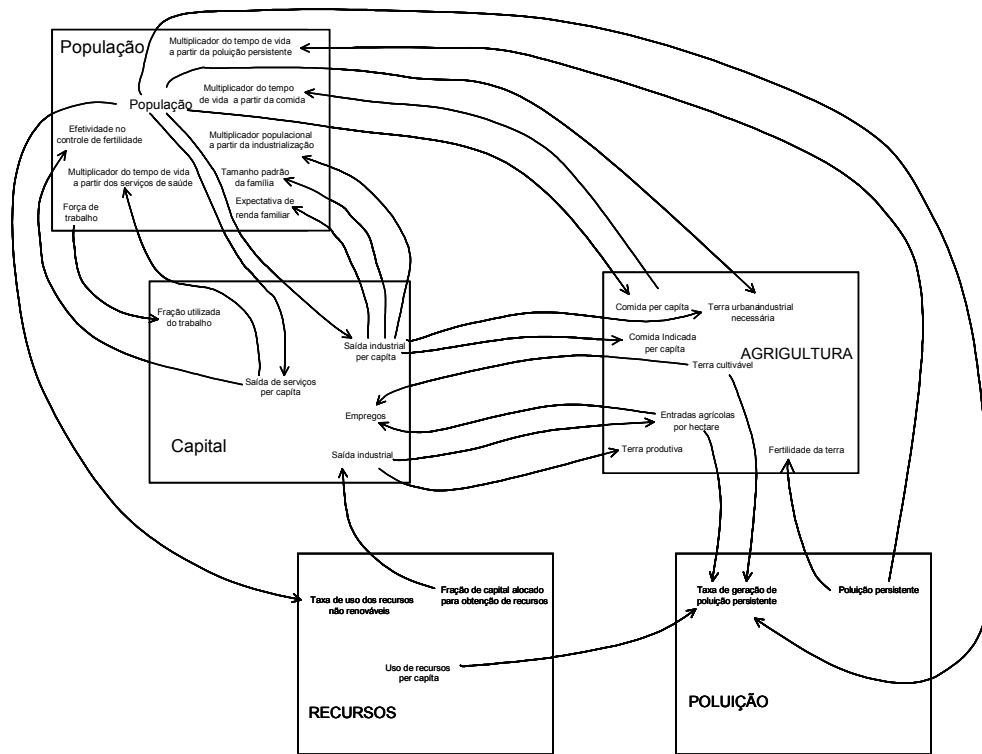 População
Multiplicador do tempo de vida
a partir da poluição persistente
Multiplicador do tempo
de vida a partir da comida
População
Efetividade no
controle de fertilidade
Multiplicador populacional
a partir da industrialização
Multiplicador do tempo de vida
a partir dos serviços de saúde
Tamanho padrão
da família
Expectativa de
renda familiar
Força de
trabalho
Fração utilizada
do trabalho
Saída industrial
per capíta
Saída de serviços
per capíta
Empregos
Capital
Saída industrial
Comida per capíta
Terra urbanaindustrial
necessária
Comida Indicada
per capíta
AGRIGULTURA
Terra cultivável
Entradas agrícolas
por hectare
Terra produtiva
Fertilidade da terra
Taxa de uso dos recursos
não renováveis
Fração de capital alocado
para obtenção de recursos
Uso de recursos
per capíta
RECURSOS
Taxa de geração de
poluição persistente
Poluição persistente
POLUIÇÃO